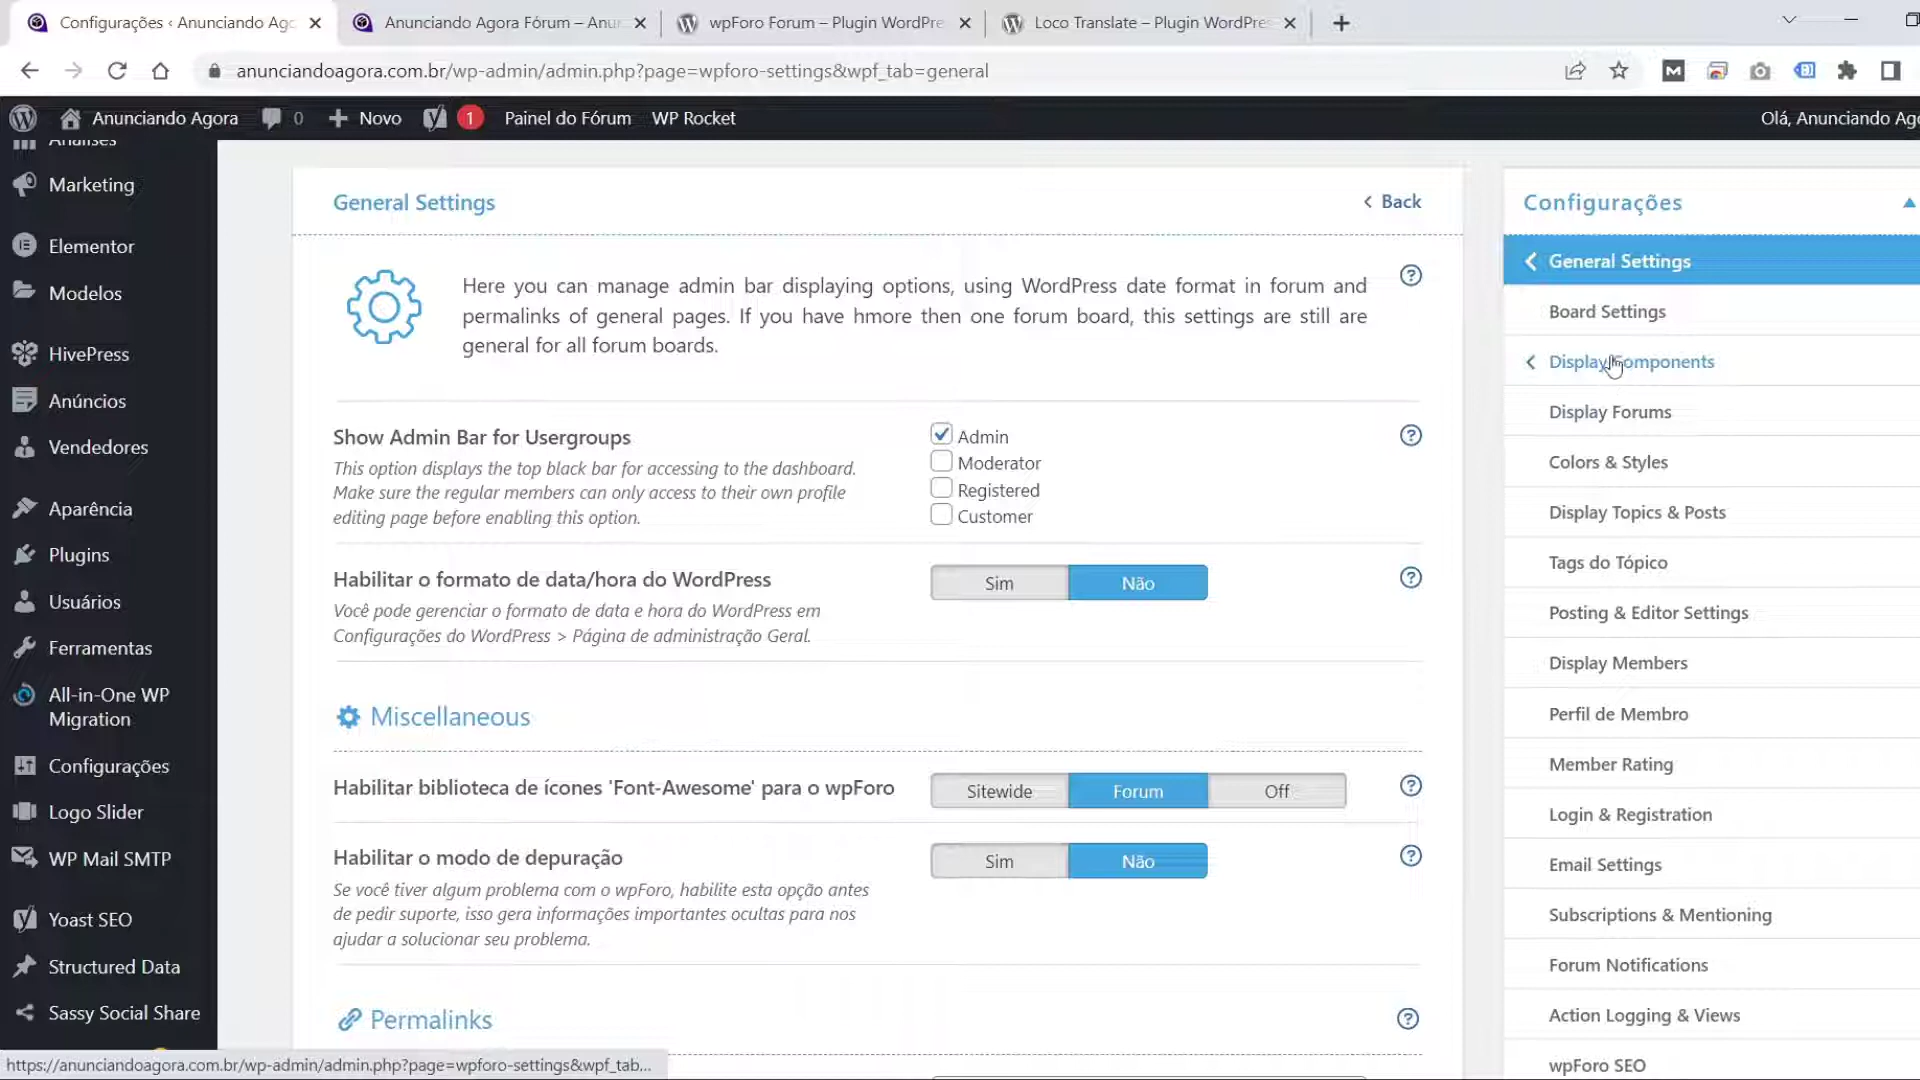 Configurações ‹ Anunciando Ag
Anunciando Agora Fórum – Anu
wpForo Forum – Plugin WordPre
Loco Translate – Plugin WordPre
anunciandoagora.com.br/wp-admin/admin.php?page=wpforo-settings&wpf_tab=general
Anunciando Agora
0
Novo
1
Painel do Fórum
WP Rocket
Olá, Anunciando Ag
Análises
Marketing
Elementor
Modelos
HivePress
Anúncios
Vendedores
Aparência
Plugins
Usuários
Ferramentas
All-in-One WP
Migration
Configurações
Logo Slider
WP Mail SMTP
Yoast SEO
Structured Data
Sassy Social Share
General Settings
Back
Here you can manage admin bar displaying options, using WordPress date format in forum and
permalinks of general pages. If you have hmore then one forum board, this settings are still are
general for all forum boards.
Show Admin Bar for Usergroups
This option displays the top black bar for accessing to the dashboard.
Make sure the regular members can only access to their own profile
editing page before enabling this option.
Admin
Moderator
Registered
Customer
Habilitar o formato de data/hora do WordPress
Você pode gerenciar o formato de data e hora do WordPress em
Configurações do WordPress > Página de administração Geral.
Sim
Não
Miscellaneous
Habilitar biblioteca de ícones 'Font-Awesome' para o wpForo
Sitewide
Forum
Off
Habilitar o modo de depuração
Se você tiver algum problema com o wpForo, habilite esta opção antes
de pedir suporte, isso gera informações importantes ocultas para nos
ajudar a solucionar seu problema.
Sim
Não
Permalinks
Configurações
General Settings
Board Settings
Display Components
Display Forums
Colors & Styles
Display Topics & Posts
Tags do Tópico
Posting & Editor Settings
Display Members
Perfil de Membro
Member Rating
Login & Registration
Email Settings
Subscriptions & Mentioning
Forum Notifications
Action Logging & Views
wpForo SEO
https://anunciandoagora.com.br/wp-admin/admin.php?page=wpforo-settings&wpf_tab...